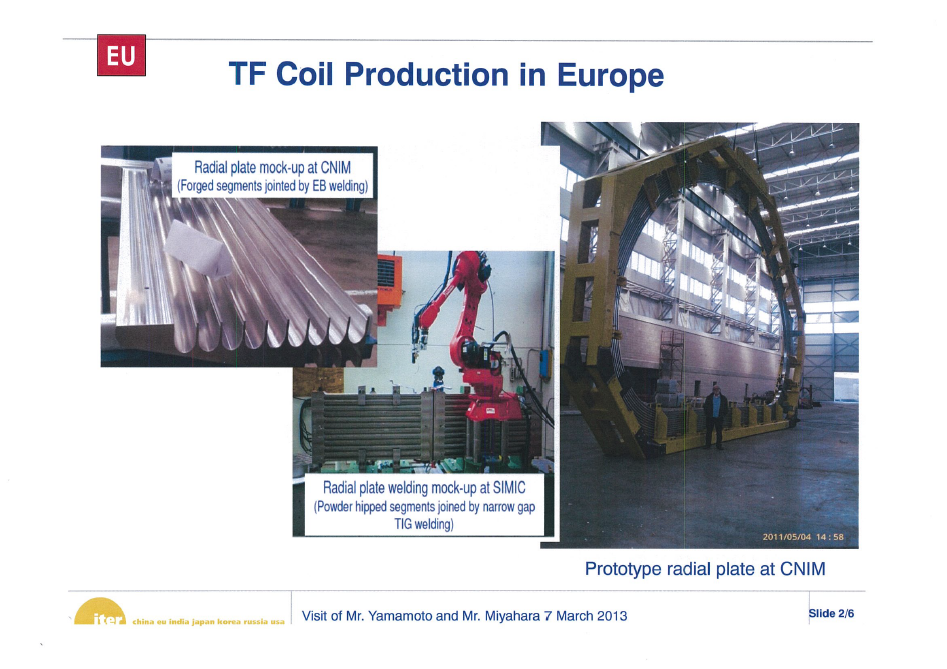 EU
TF Coil Production in Europe
Radial plate mock-up at CNIM
(Forged segments jointed by EB welding)
Radial plate welding mock-up at SIMIC
(Powder hipped segments joined by narrow gap
TIG welding)
2011/05/04 14:58
Prototype radial plate at CNIM
iter
china eu india japan korea russia usa
Visit of Mr. Yamamoto and Mr. Miyahara 7 March 2013
Slide 2/6